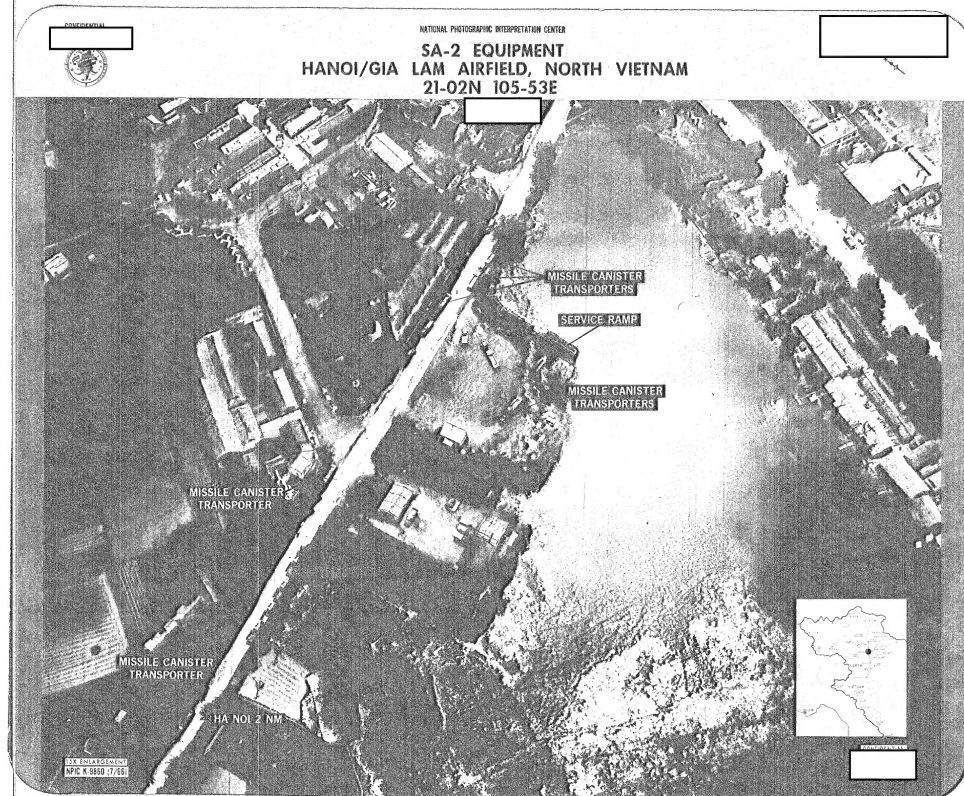 CONFIDENTIAL
NATIONAL PHOTOGRAPHIC INTERPRETATION CENTER
SA-2 EQUIPMENT
HANOI/GIA LAM AIRFIELD, NORTH VIETNAM
21-02N 105-53E
MISSILE CANISTER
TRANSPORTERS
SERVICE RAMP
MISSILE CANISTER
TRANSPORTERS
MISSILE CANISTER
TRANSPORTER
MISSILE CANISTER
TRANSPORTER
HA NOI 2 NM
ENLARGEMENT
NPIC K-9860 (7/66)
CONFIDENTIAL